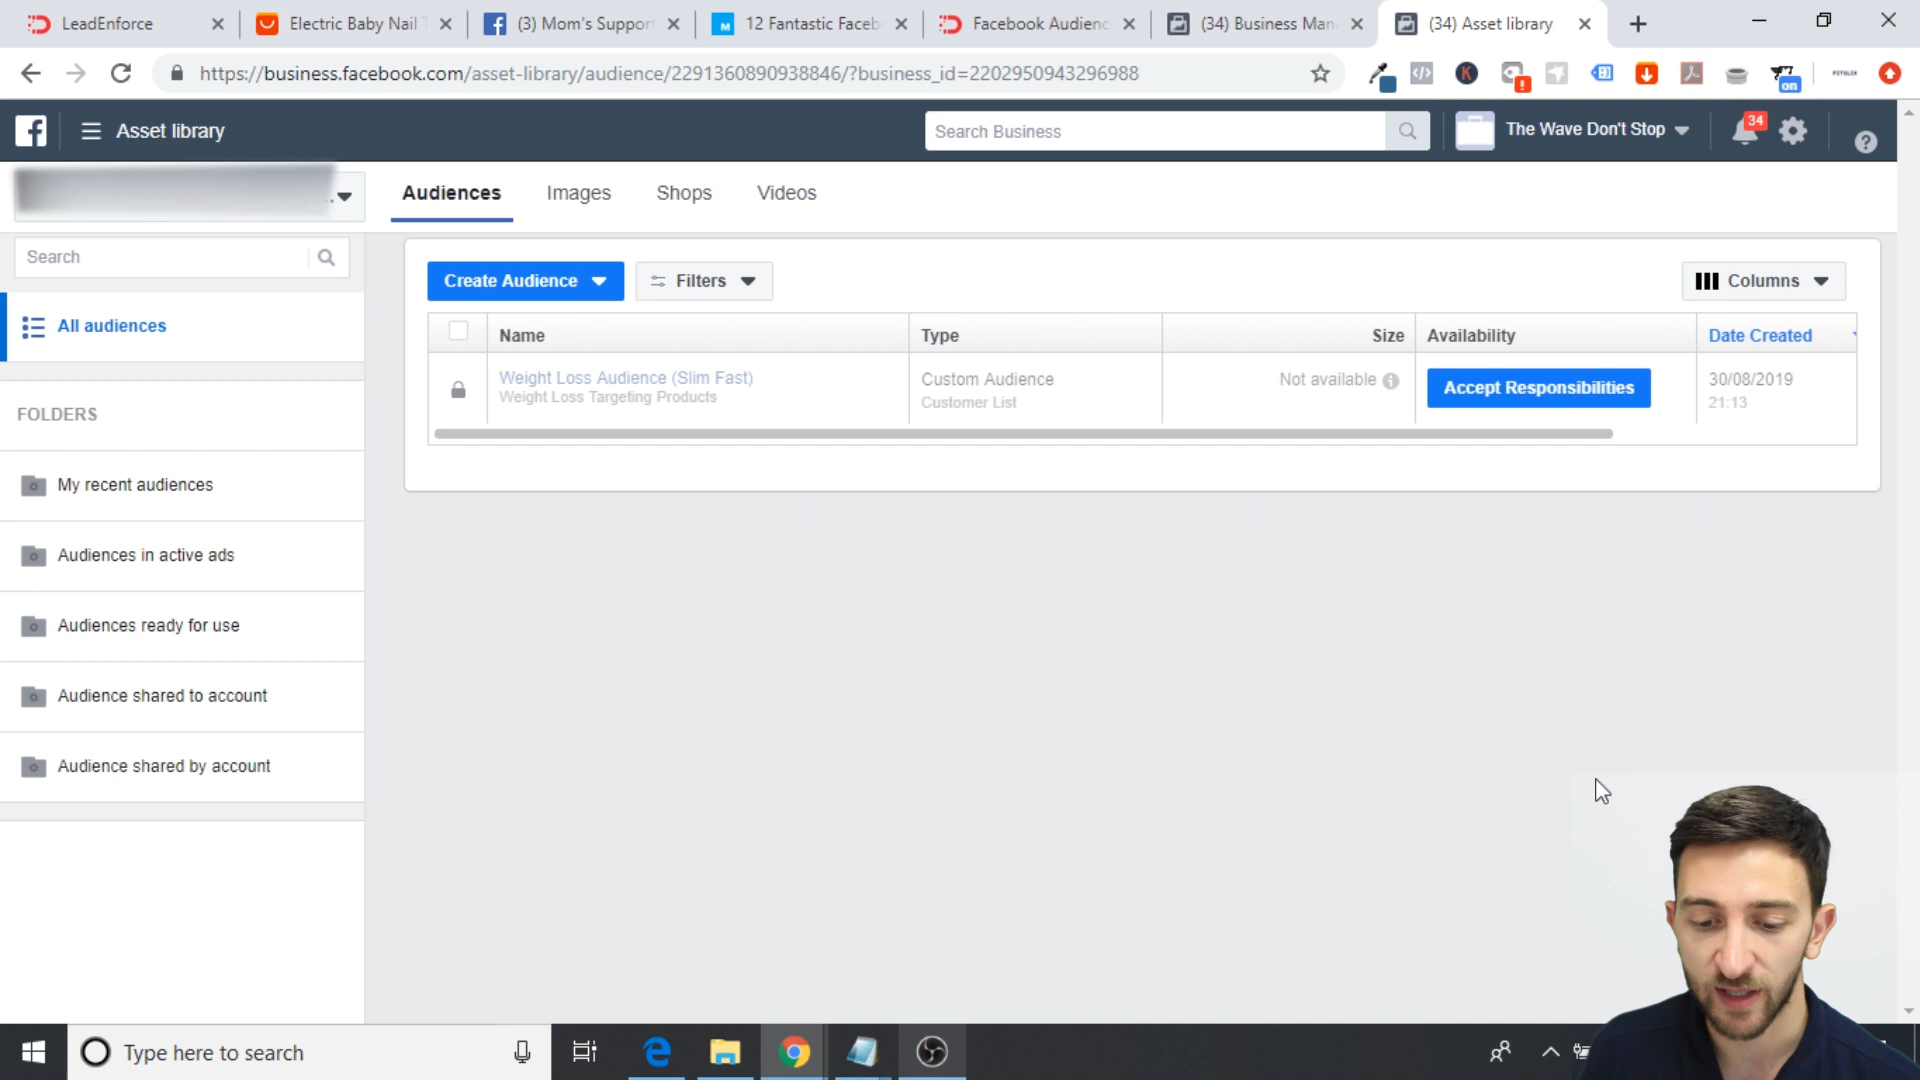 LeadEnforce
Electric Baby Nail T
(3) Mom's Support
12 Fantastic Faceb
Facebook Audienc
(34) Business Man
(34) Asset library
https://business.facebook.com/asset-library/audience/2291360890938846/?business_id=2202950943296988
on
Asset library
Search Business
The Wave Don't Stop
34
Audiences
Images
Shops
Videos
Search
All audiences
FOLDERS
My recent audiences
Audiences in active ads
Audiences ready for use
Audience shared to account
Audience shared by account
Create Audience
Filters
Columns
Name
Type
Size
Availability
Date Created
Weight Loss Audience (Slim Fast)
Weight Loss Targeting Products
Custom Audience
Customer List
Not available
Accept Responsibilities
30/08/2019
21:13
Type here to search